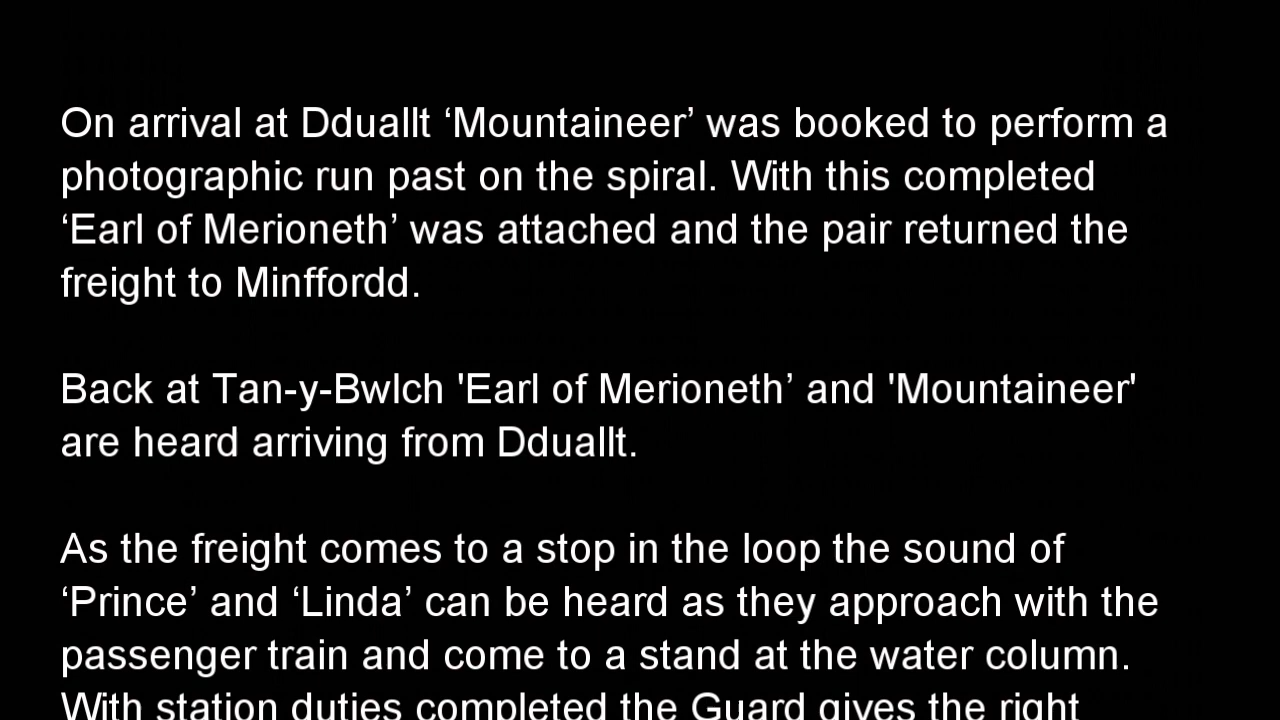 On arrival at Dduallt ‘Mountaineer’ was booked to perform a
photographic run past on the spiral. With this completed
‘Earl of Merioneth’ was attached and the pair returned the
freight to Minffordd.
Back at Tan-y-Bwlch 'Earl of Merioneth’ and 'Mountaineer'
are heard arriving from Dduallt.
As the freight comes to a stop in the loop the sound of
‘Prince’ and ‘Linda’ can be heard as they approach with the
passenger train and come to a stand at the water column.
With station duties completed the Guard gives the right